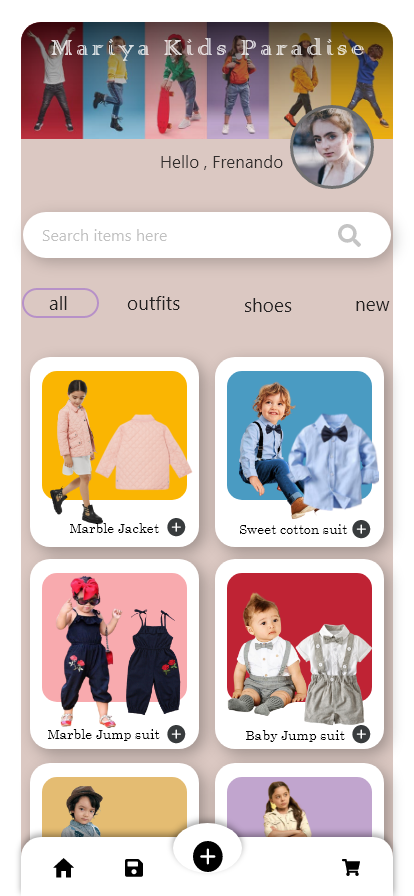 Mariya Kids Paradise
Hello , Frenando
Search items here
all outfits shoes new
Marble Jacket
Sweet cotton suit
Marble Jump suit
Baby Jump suit